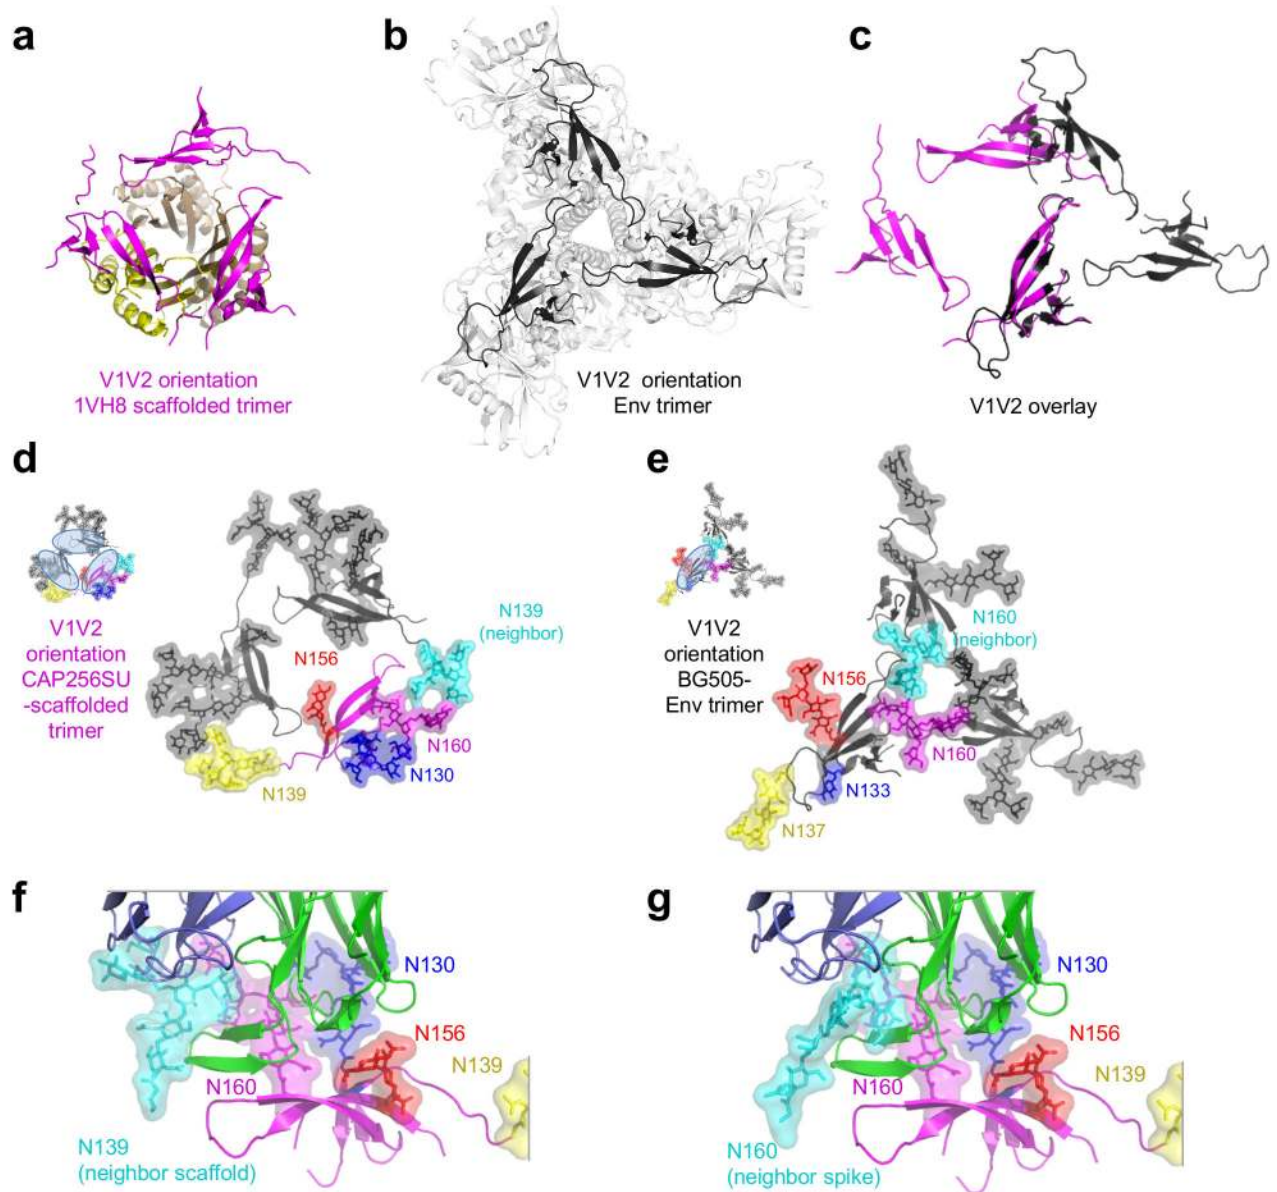 a
b
c
V1V2 orientation
1VH8 scaffolded trimer
V1V2 orientation
Env trimer
V1V2 overlay
d
e
V1V2
orientation
CAP256SU
-scaffolded
trimer
N156
N139
(neighbor)
N160
N130
N139
V1V2
orientation
BG505-
Env trimer
N156
N160
(neighbor)
N160
N133
N137
f
g
N130
N156
N139
N160
N139
(neighbor scaffold)
N130
N156
N139
N160
N160
(neighbor spike)